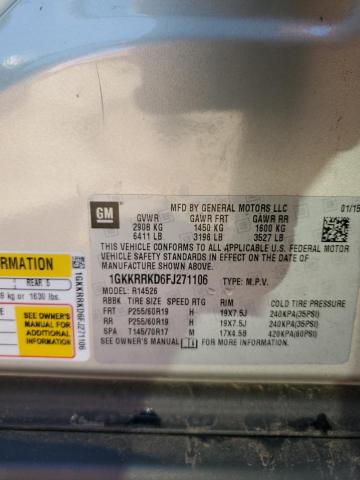 GM
MFD BY GENERAL MOTORS LLC 01/15
GVWR GAWR FRT GAWR RR
2908 KG 1450 KG 1600 KG
6411 LB 3196 LB 3527 LB
THIS VEHICLE CONFORMS TO ALL APPLICABLE U.S. FEDERAL MOTOR
VEHICLE SAFETY STANDARDS IN EFFECT ON THE DATE OF
MANUFACTURE SHOWN ABOVE.
1GKKRRKD6FJ271106 TYPE: M.P.V.
MODEL: R14526
RBBK TIRE SIZE SPEED RTG RIM COLD TIRE PRESSURE
FRT P255/60R19 H 19X7.5J 240KPA(35PSI)
RR P255/60R19 H 19X7.5J 240KPA(35PSI)
SPA T145/70R17 M 17X4.5B 420KPA(60PSI)
SEE OWNER'S MANUAL FOR MORE INFORMATION.
ORMATION
REAR 5
kg or 1630 lbs.
SEE OWNER'S
MANUAL FOR
ADDITIONAL
INFORMATION
1GKKRRKD6FJ271106